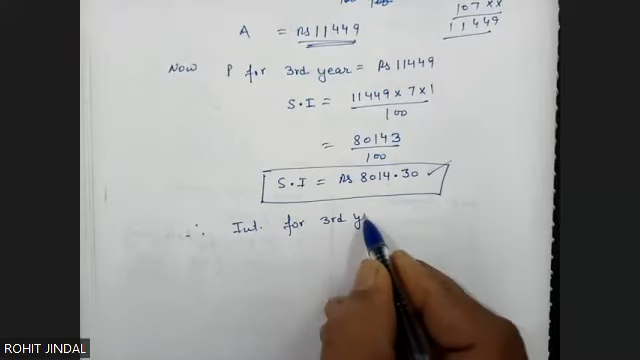 100
107××
11449
A = Rs 11449
Now P for 3rd year = Rs 11449
S.I = 11449 × 7 × 1
100
= 80143
100
S.I = Rs 8014.30 ✓
∴ Int. for 3rd y
ROHIT JINDAL